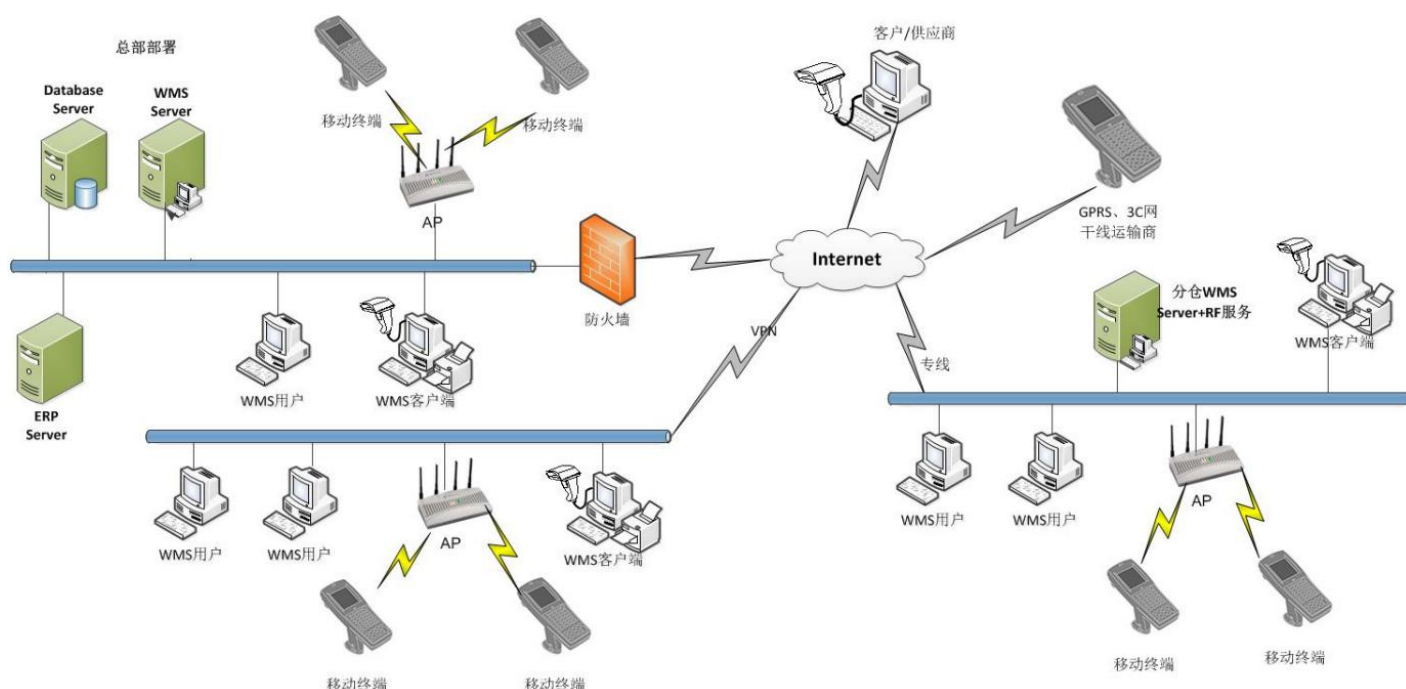 总部部署
Database
Server
WMS
Server
移动终端
移动终端
AP
客户/供应商
GPRS、3C网
干线运输商
Internet
防火墙
ERP
Server
WMS用户
WMS客户端
VPN
专线
分仓WMS
Server+RF服务
WMS客户端
WMS用户
WMS用户
AP
WMS客户端
移动终端
移动终端
WMS用户
WMS用户
AP
移动终端
移动终端